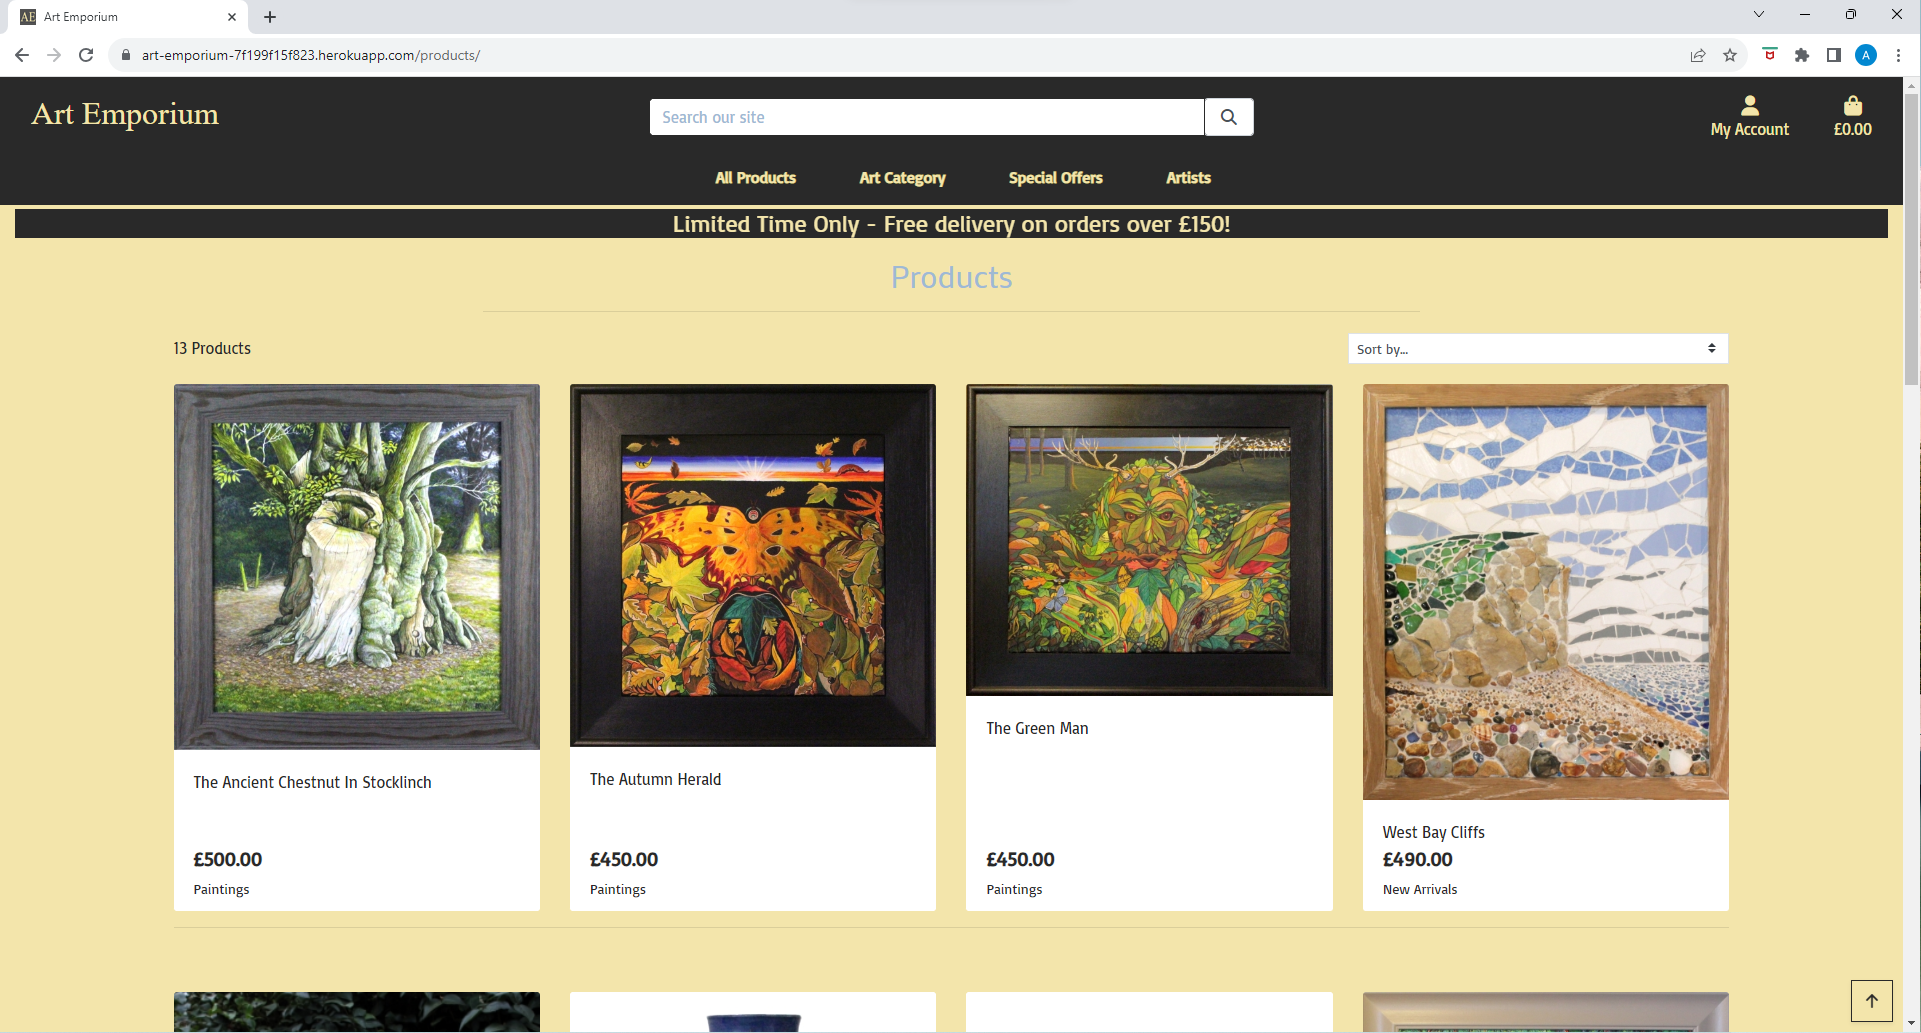 AE Art Emporium
art-emporium-7f199f15f823.herokuapp.com/products/
A
Art Emporium
Search our site
My Account
£0.00
All Products Art Category Special Offers Artists
Limited Time Only - Free delivery on orders over £150!
Products
13 Products
Sort by...
The Ancient Chestnut In Stocklinch
£500.00
Paintings
The Autumn Herald
£450.00
Paintings
The Green Man
£450.00
Paintings
West Bay Cliffs
£490.00
New Arrivals